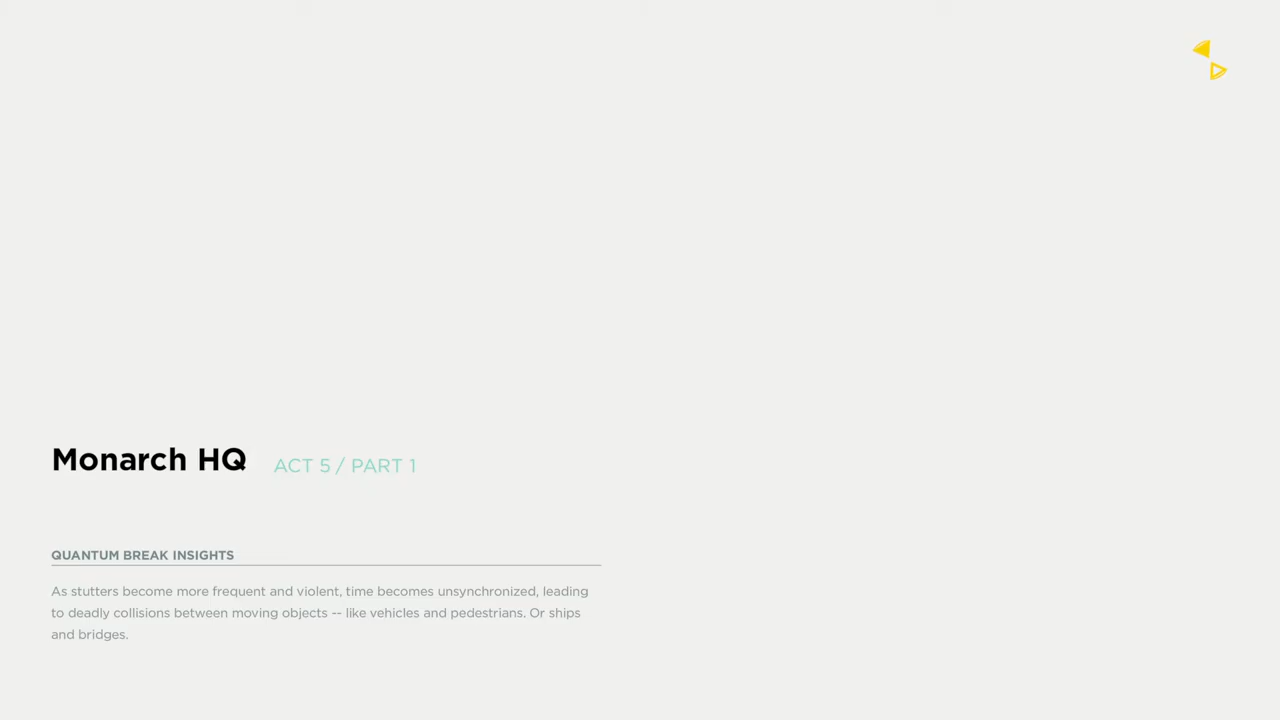 Monarch HQ ACT 5 / PART 1
QUANTUM BREAK INSIGHTS
As stutters become more frequent and violent, time becomes unsynchronized, leading
to deadly collisions between moving objects -- like vehicles and pedestrians. Or ships
and bridges.